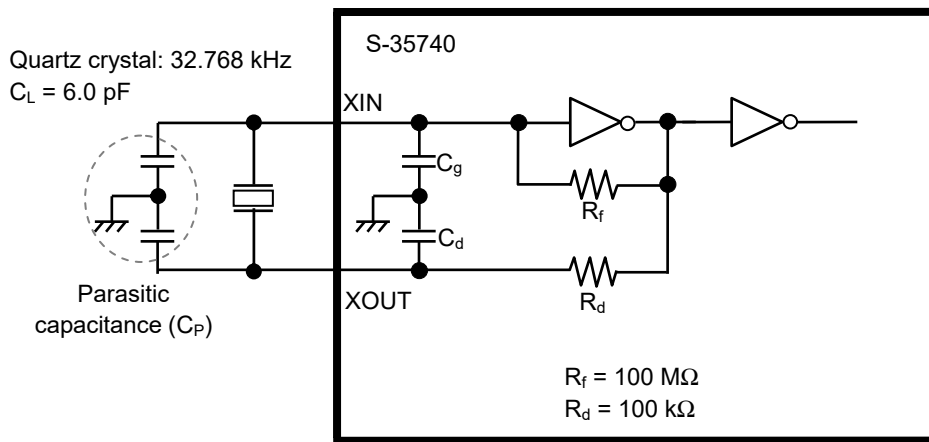 S-35740
Quartz crystal: 32.768 kHz
C_L = 6.0 pF
XIN
C_g
R_f
C_d
XOUT
R_d
Parasitic
capacitance (C_P)
R_f = 100 MΩ
R_d = 100 kΩ